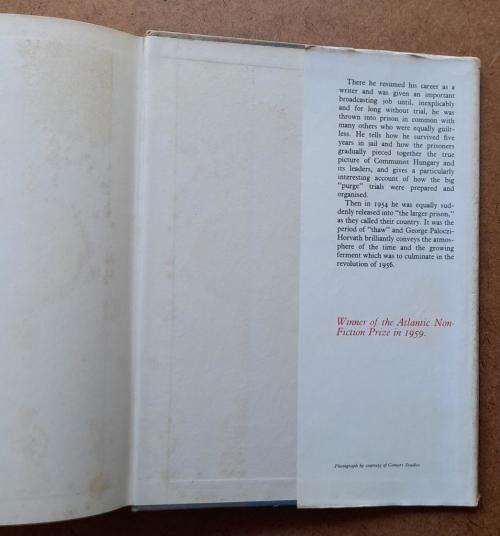 There he resumed his career as a
writer and was given an important
broadcasting job until, inexplicably
and for long without trial, he was
thrown into prison in common with
many others who were equally guilt-
less. He tells how he survived five
years in jail and how the prisoners
gradually pieced together the true
picture of Communist Hungary and
its leaders, and gives a particularly
interesting account of how the big
"purge" trials were prepared and
organised.
Then in 1954 he was equally sud-
denly released into "the larger prison,"
as they called their country. It was the
period of "thaw" and George Paloczi-
Horvath brilliantly conveys the atmos-
phere of the time and the growing
ferment which was to culminate in the
revolution of 1956.
Winner of the Atlantic Non-
Fiction Prize in 1959.
Photograph by courtesy of Camera Studies